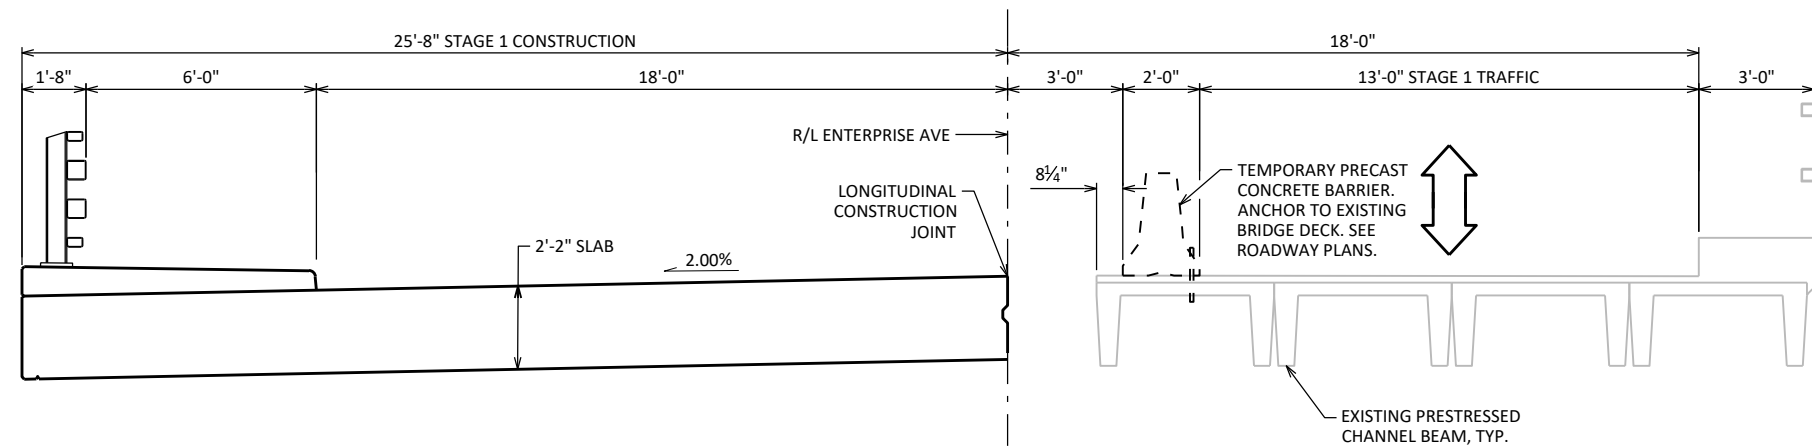 25'-8" STAGE 1 CONSTRUCTION
18'-0"
1'-8"
6'-0"
18'-0"
3'-0"
2'-0"
13'-0" STAGE 1 TRAFFIC
3'-0"
R/L ENTERPRISE AVE
8¼"
TEMPORARY PRECAST
CONCRETE BARRIER.
ANCHOR TO EXISTING
BRIDGE DECK. SEE
ROADWAY PLANS.
LONGITUDINAL
CONSTRUCTION
JOINT
2'-2" SLAB
2.00%
EXISTING PRESTRESSED
CHANNEL BEAM, TYP.